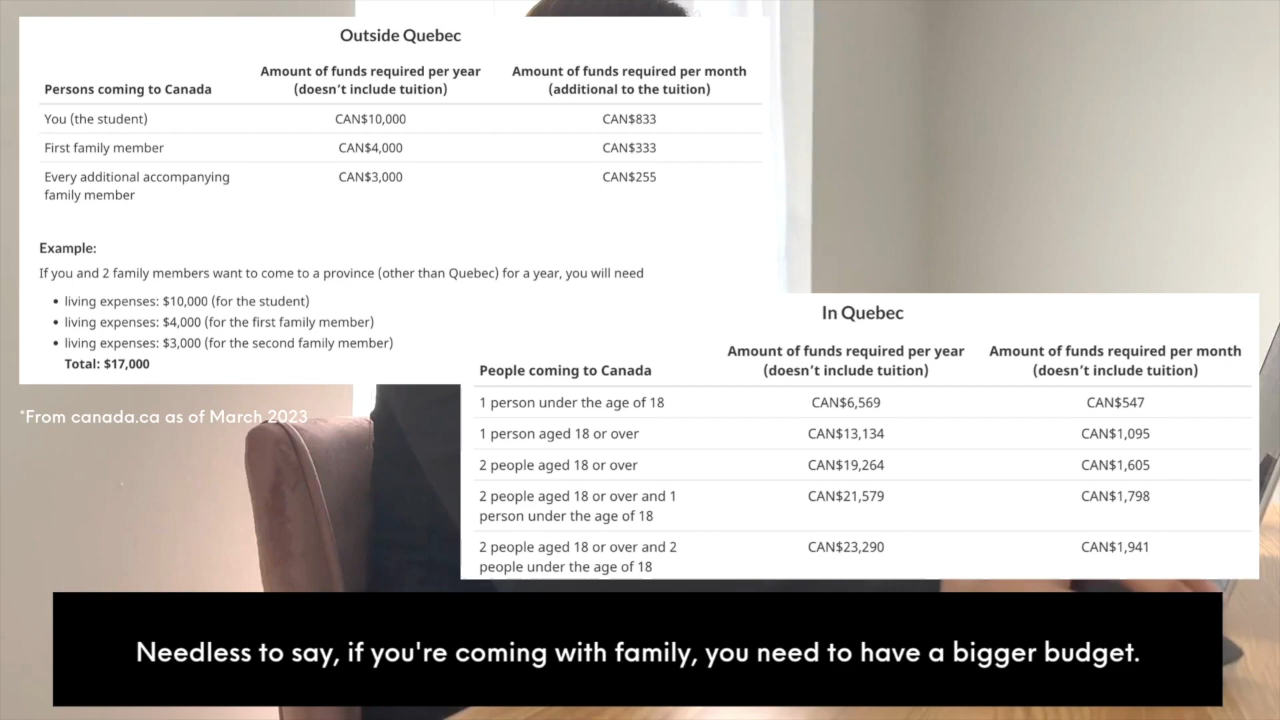 Outside Quebec
Persons coming to Canada | Amount of funds required per year (doesn't include tuition) | Amount of funds required per month (additional to the tuition)
You (the student) | CAN$10,000 | CAN$833
First family member | CAN$4,000 | CAN$333
Every additional accompanying family member | CAN$3,000 | CAN$255
Example:
If you and 2 family members want to come to a province (other than Quebec) for a year, you will need
• living expenses: $10,000 (for the student)
• living expenses: $4,000 (for the first family member)
• living expenses: $3,000 (for the second family member)
Total: $17,000
*From canada.ca as of March 2023
In Quebec
People coming to Canada | Amount of funds required per year (doesn't include tuition) | Amount of funds required per month (doesn't include tuition)
1 person under the age of 18 | CAN$6,569 | CAN$547
1 person aged 18 or over | CAN$13,134 | CAN$1,095
2 people aged 18 or over | CAN$19,264 | CAN$1,605
2 people aged 18 or over and 1 person under the age of 18 | CAN$21,579 | CAN$1,798
2 people aged 18 or over and 2 people under the age of 18 | CAN$23,290 | CAN$1,941
Needless to say, if you're coming with family, you need to have a bigger budget.